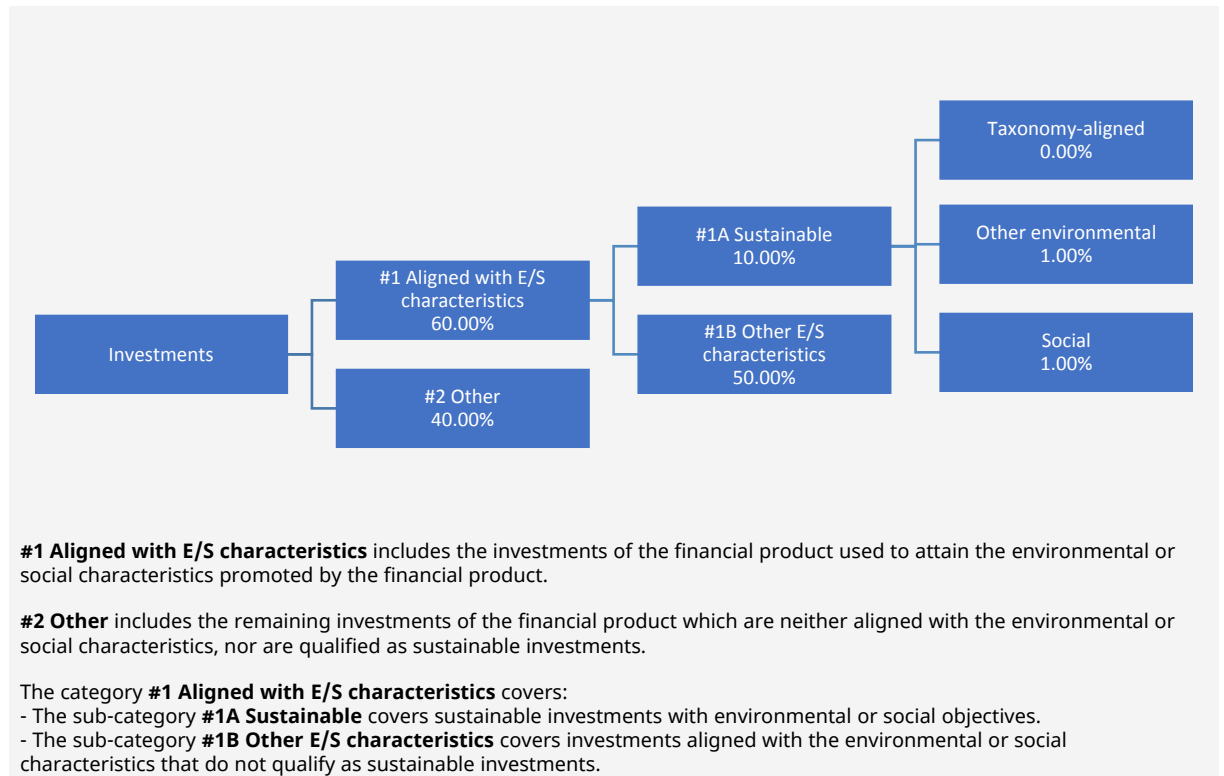 Taxonomy-aligned
0.00%
#1A Sustainable
10.00%
Other environmental
1.00%
#1 Aligned with E/S
characteristics
60.00%
Investments
#1B Other E/S
characteristics
50.00%
Social
1.00%
#2 Other
40.00%
#1 Aligned with E/S characteristics includes the investments of the financial product used to attain the environmental or
social characteristics promoted by the financial product.
#2 Other includes the remaining investments of the financial product which are neither aligned with the environmental or
social characteristics, nor are qualified as sustainable investments.
The category #1 Aligned with E/S characteristics covers:
- The sub-category #1A Sustainable covers sustainable investments with environmental or social objectives.
- The sub-category #1B Other E/S characteristics covers investments aligned with the environmental or social
characteristics that do not qualify as sustainable investments.